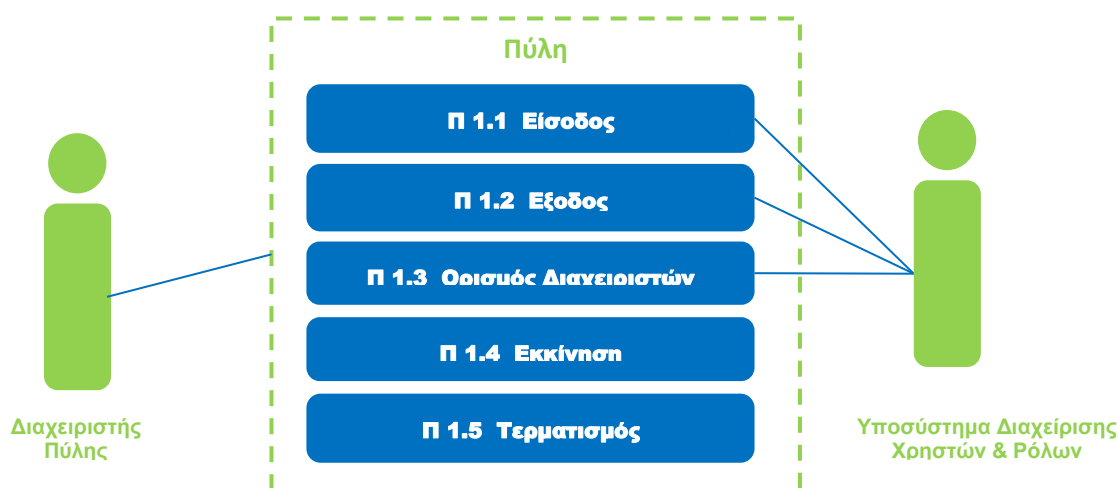 Πύλη
Π 1.1 Είσοδος
Π 1.2 Εξοδος
Π 1.3 Ορισμός Διαχειριστών
Π 1.4 Εκκίνηση
Π 1.5 Τερματισμός
Διαχειριστής
Πύλης
Υποσύστημα Διαχείρισης
Χρηστών & Ρόλων